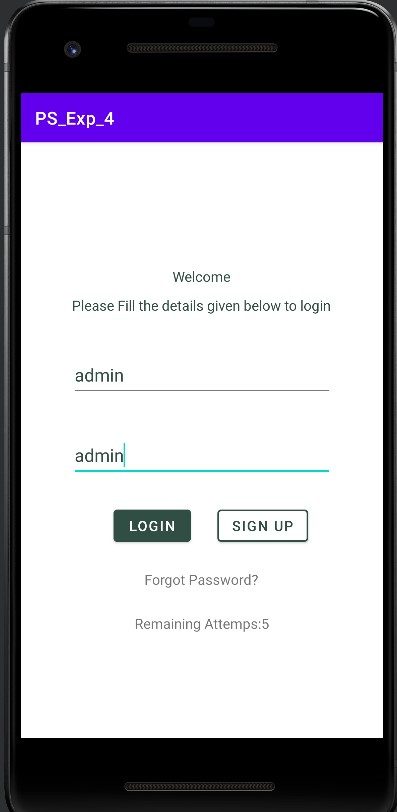 PS_Exp_4
Welcome
Please Fill the details given below to login
admin
admin
LOGIN SIGN UP
Forgot Password?
Remaining Attemps:5